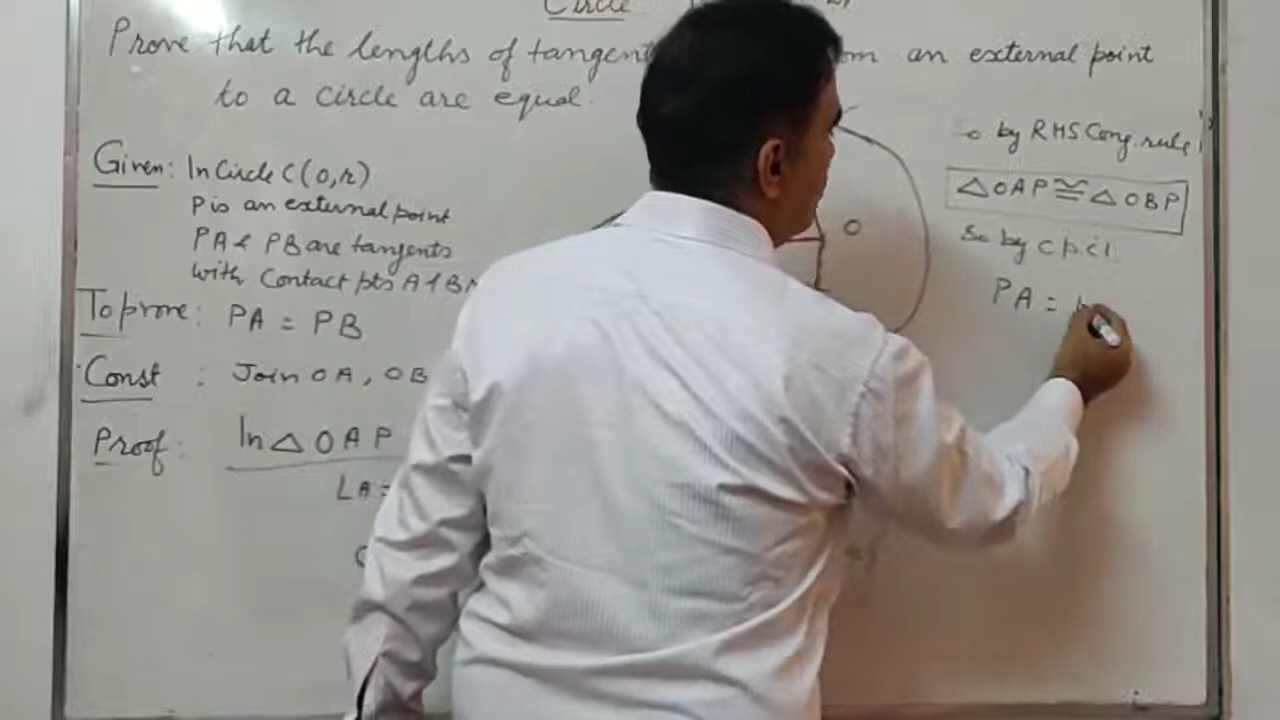 Circle
Prove that the lengths of tangent
an external point
to a circle are equal.
Given: In Circle C(O,r)
P is an external point
PA & PB are tangents
with Contact pts A & B
To prove: PA = PB
Const : Join OA, OB
Proof: In △OAP
∠A =
O
So by RHS Cong. rule
△OAP ≅ △OBP
So by c.p.c.t.
PA =